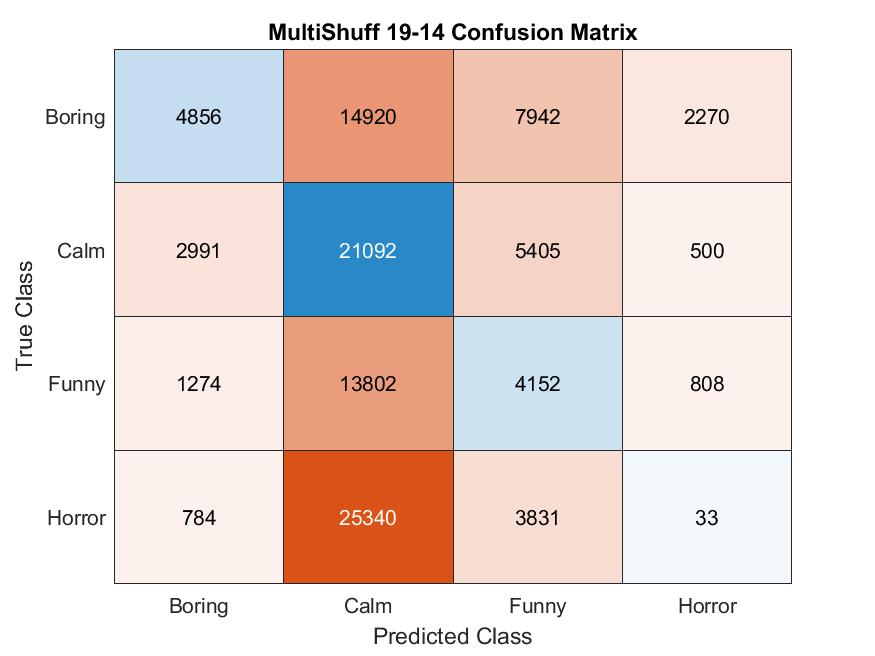 MultiShuff 19-14 Confusion Matrix
Boring 4856 14920 7942 2270
Calm 2991 21092 5405 500
Funny 1274 13802 4152 808
Horror 784 25340 3831 33
True Class
Boring Calm Funny Horror
Predicted Class